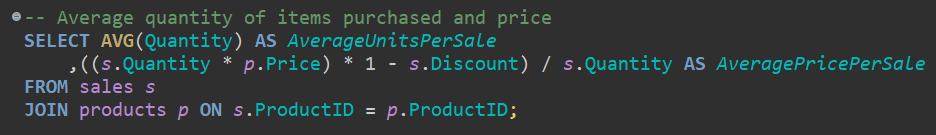 -- Average quantity of items purchased and price
SELECT AVG(Quantity) AS AverageUnitsPerSale
,((s.Quantity * p.Price) * 1 - s.Discount) / s.Quantity AS AveragePricePerSale
FROM sales s
JOIN products p ON s.ProductID = p.ProductID;